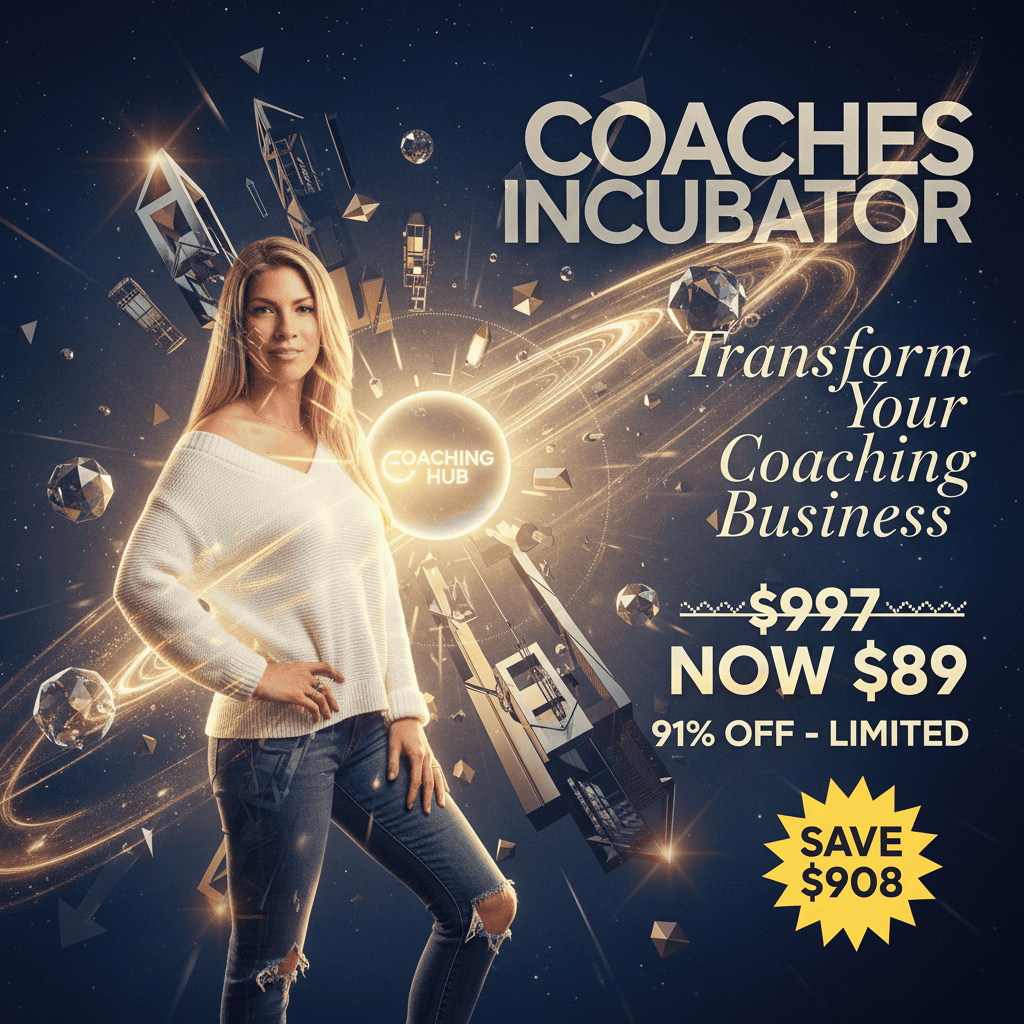 COACHES
INCUBATOR
Transform
Your
Coaching
Business
COACHING
HUB
$997
NOW $89
91% OFF - LIMITED
SAVE
$908